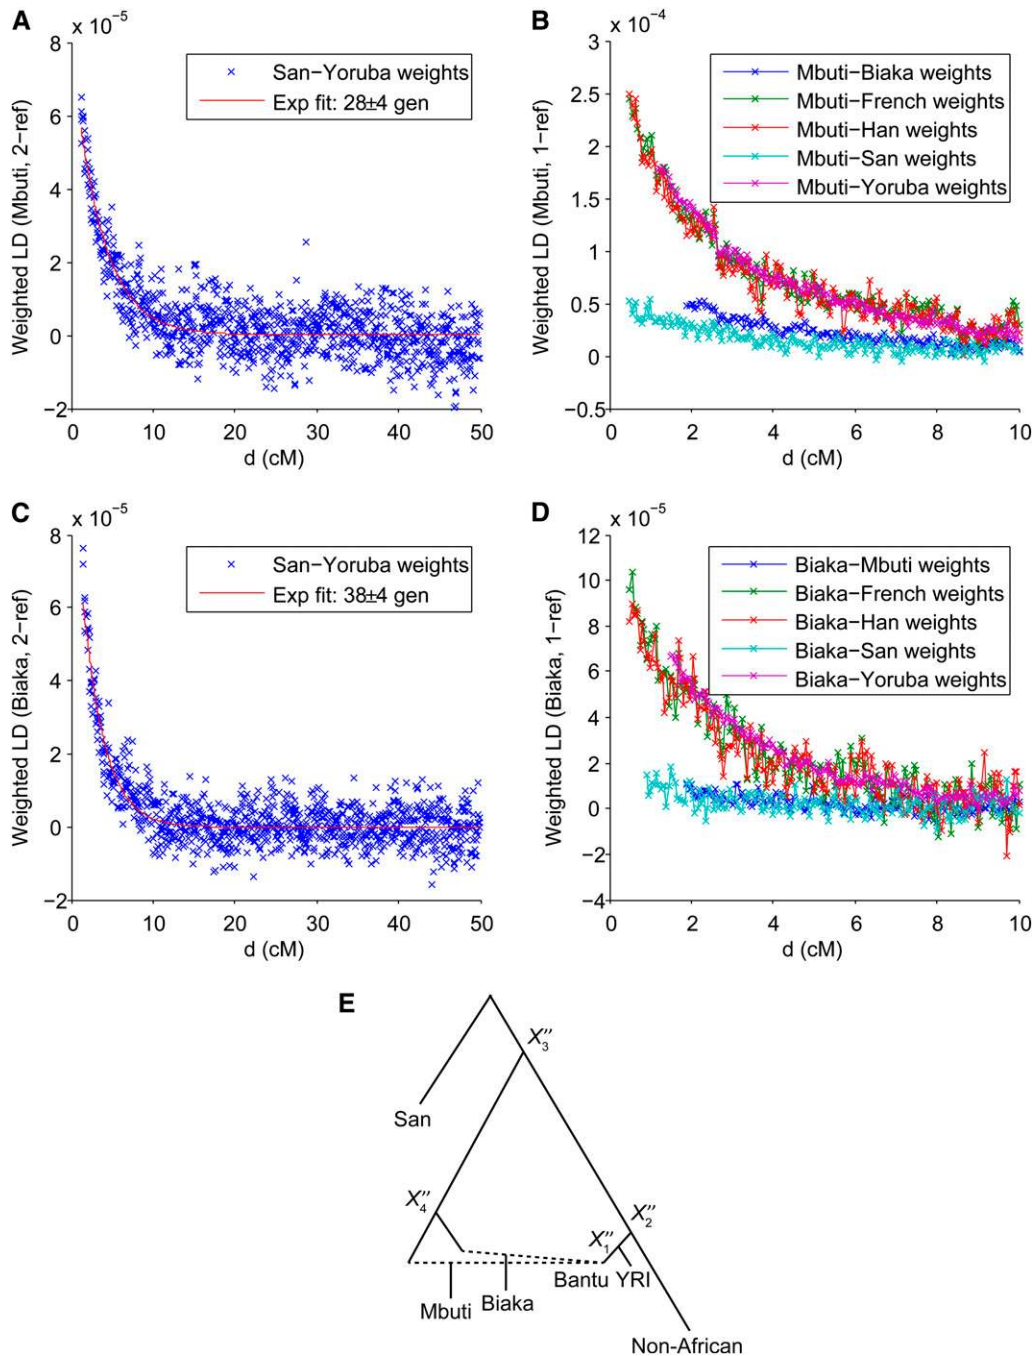 A
x 10⁻⁵
8
6
4
2
0
−2
Weighted LD (Mbuti, 2−ref)
San−Yoruba weights
Exp fit: 28±4 gen
0 10 20 30 40 50
d (cM)
B
x 10⁻⁴
3
2.5
2
1.5
1
0.5
0
−0.5
Weighted LD (Mbuti, 1−ref)
Mbuti−Biaka weights
Mbuti−French weights
Mbuti−Han weights
Mbuti−San weights
Mbuti−Yoruba weights
0 2 4 6 8 10
d (cM)
C
x 10⁻⁵
8
6
4
2
0
−2
Weighted LD (Biaka, 2−ref)
San−Yoruba weights
Exp fit: 38±4 gen
0 10 20 30 40 50
d (cM)
D
x 10⁻⁵
12
10
8
6
4
2
0
−2
−4
Weighted LD (Biaka, 1−ref)
Biaka−Mbuti weights
Biaka−French weights
Biaka−Han weights
Biaka−San weights
Biaka−Yoruba weights
0 2 4 6 8 10
d (cM)
E
X₃'''
San
X₄'''
X₁'''
X₂'''
Bantu YRI
Mbuti
Biaka
Non-African